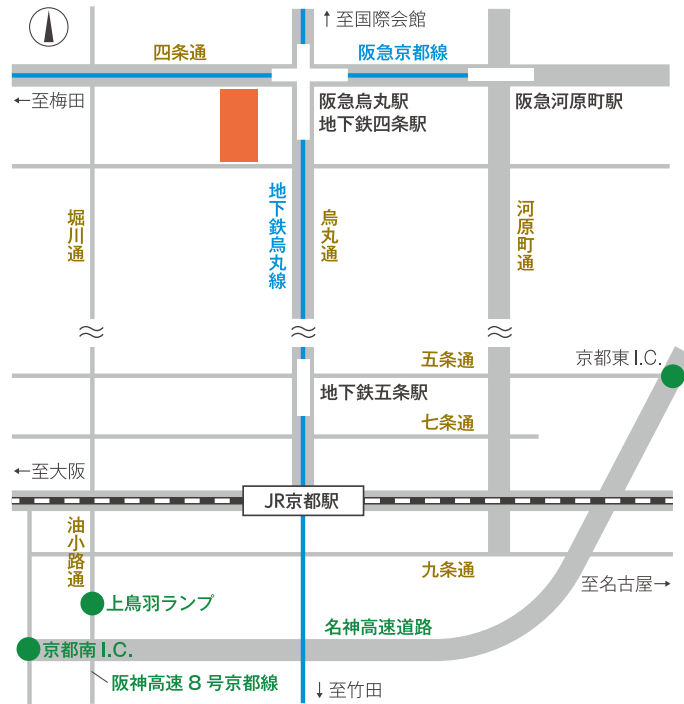 ↑至国際会館
四条通
阪急京都線
←至梅田
阪急烏丸駅
地下鉄四条駅
阪急河原町駅
堀川通
地下鉄烏丸線
烏丸通
河原町通
五条通
京都東I.C.
地下鉄五条駅
七条通
←至大阪
JR京都駅
油小路通
九条通
至名古屋→
上鳥羽ランプ
名神高速道路
京都南I.C.
阪神高速8号京都線
↓至竹田